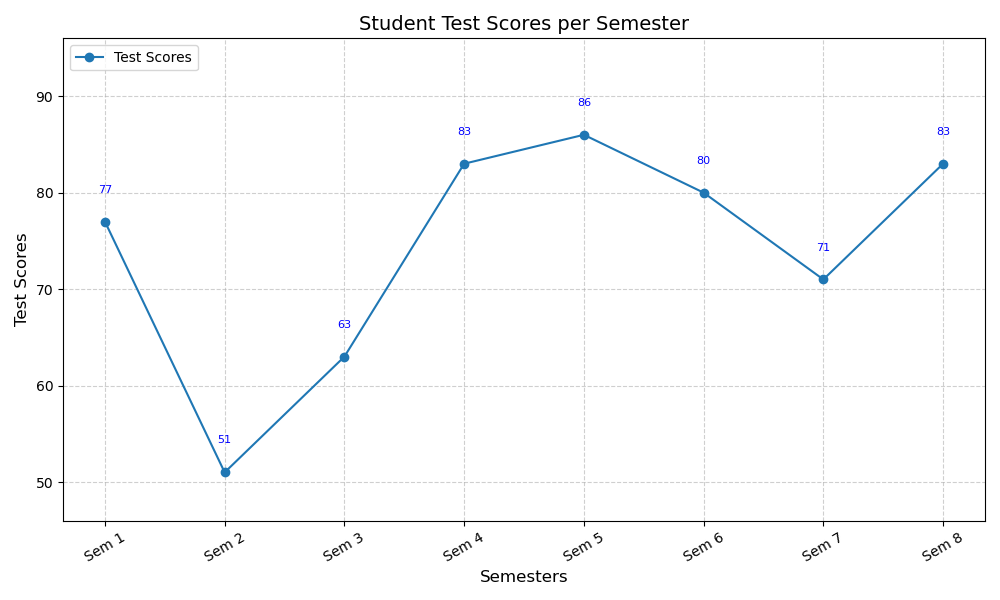 Student Test Scores per Semester
Test Scores
90
80
70
60
50
Test Scores
77
51
63
83
86
80
71
83
Sem 1
Sem 2
Sem 3
Sem 4
Sem 5
Sem 6
Sem 7
Sem 8
Semesters